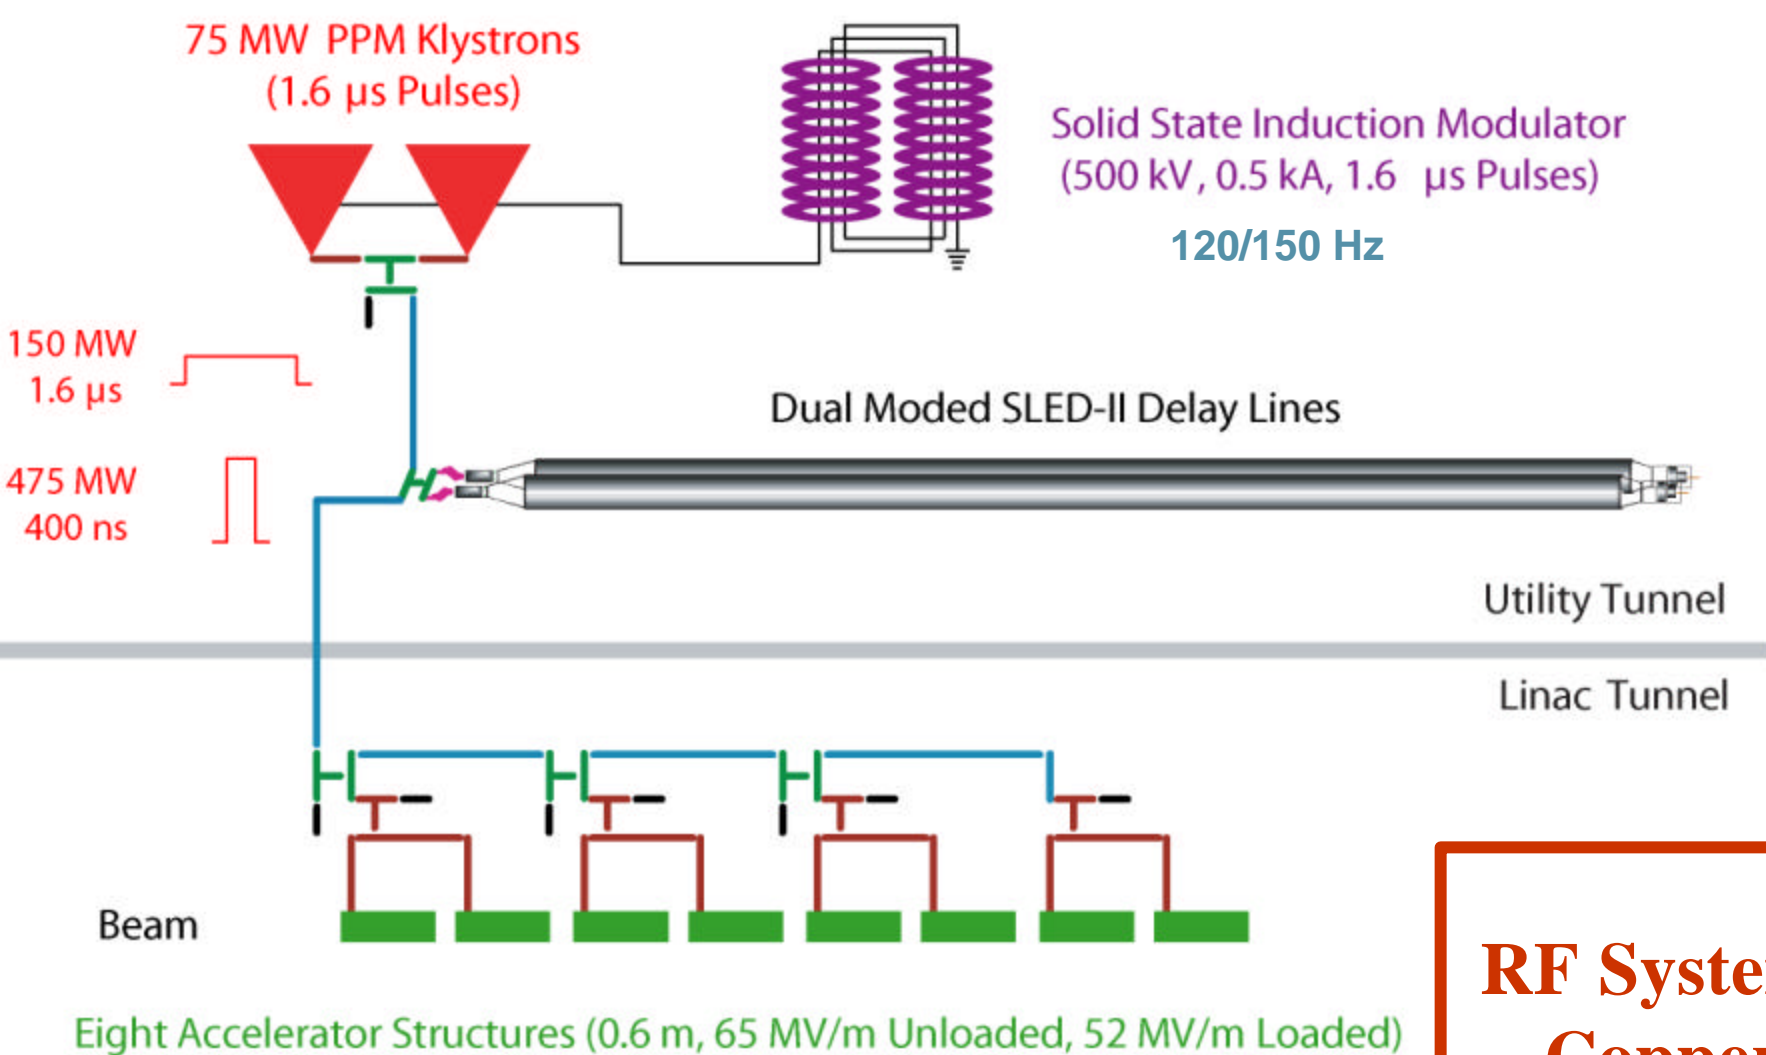 75 MW PPM Klystrons
(1.6 µs Pulses)
Solid State Induction Modulator
(500 kV, 0.5 kA, 1.6 µs Pulses)
120/150 Hz
150 MW
1.6 µs
Dual Moded SLED-II Delay Lines
475 MW
400 ns
Utility Tunnel
Linac Tunnel
Beam
RF
Eight Accelerator Structures (0.6 m, 65 MV/m Unloaded, 52 MV/m Loaded)